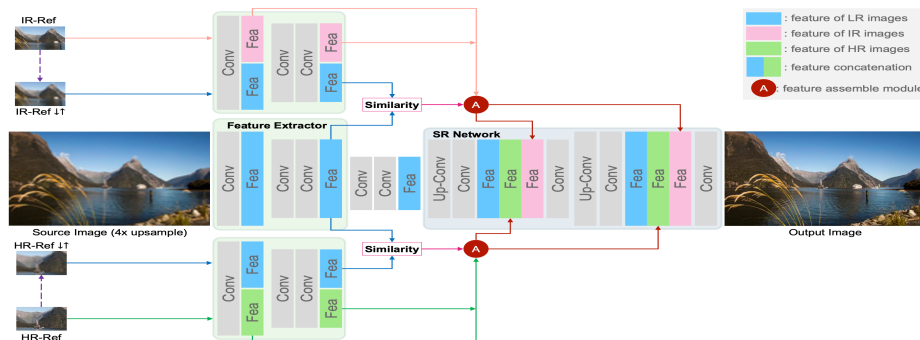 IR-Ref
IR-Ref ↓↑
Conv
Fea
Fea
Conv
Conv
Fea
Fea
Similarity
A
: feature of LR images
: feature of IR images
: feature of HR images
: feature concatenation
A : feature assemble module
Feature Extractor
Conv
Fea
Conv
Conv
Fea
Conv
Conv
Fea
SR Network
Up-Conv
Conv
Fea
Fea
Fea
Conv
Up-Conv
Conv
Fea
Fea
Fea
Conv
Source Image (4x upsample)
Output Image
HR-Ref ↓↑
HR-Ref
Conv
Fea
Fea
Conv
Conv
Fea
Fea
Similarity
A